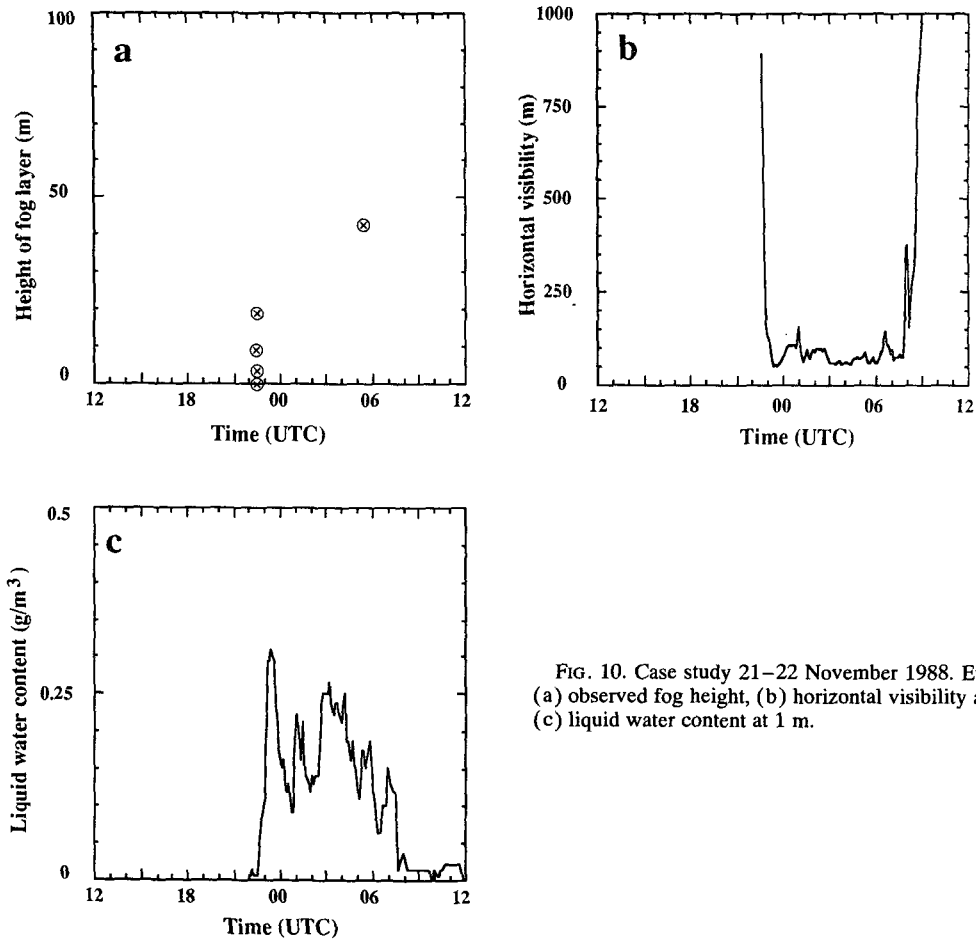 a
100
50
0
Height of fog layer (m)
12 18 00 06 12
Time (UTC)
b
1000
750
500
250
0
Horizontal visibility (m)
12 18 00 06 12
Time (UTC)
c
0.5
0.25
0
Liquid water content (g/m³)
12 18 00 06 12
Time (UTC)
FIG. 10. Case study 21–22 November 1988. E
(a) observed fog height, (b) horizontal visibility a
(c) liquid water content at 1 m.